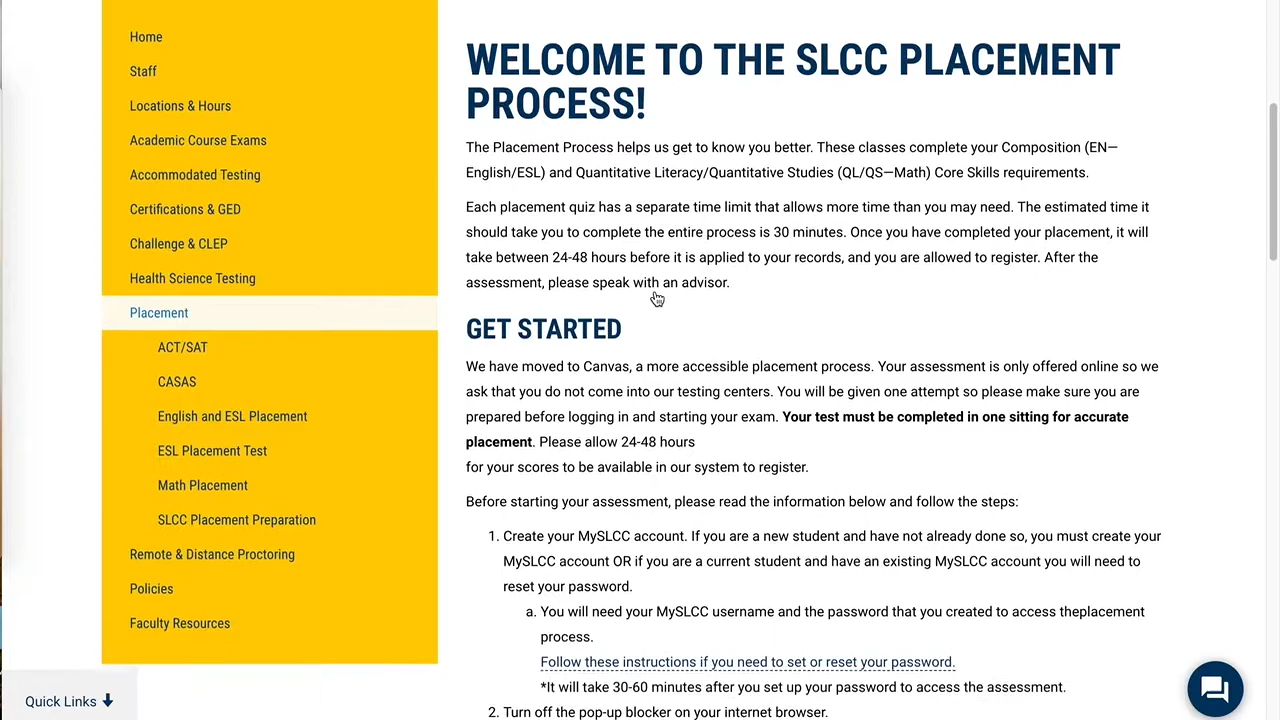 Home
Staff
Locations & Hours
Academic Course Exams
Accommodated Testing
Certifications & GED
Challenge & CLEP
Health Science Testing
Placement
ACT/SAT
CASAS
English and ESL Placement
ESL Placement Test
Math Placement
SLCC Placement Preparation
Remote & Distance Proctoring
Policies
Faculty Resources
Quick Links
WELCOME TO THE SLCC PLACEMENT
PROCESS!
The Placement Process helps us get to know you better. These classes complete your Composition (EN—
English/ESL) and Quantitative Literacy/Quantitative Studies (QL/QS—Math) Core Skills requirements.
Each placement quiz has a separate time limit that allows more time than you may need. The estimated time it
should take you to complete the entire process is 30 minutes. Once you have completed your placement, it will
take between 24-48 hours before it is applied to your records, and you are allowed to register. After the
assessment, please speak with an advisor.
GET STARTED
We have moved to Canvas, a more accessible placement process. Your assessment is only offered online so we
ask that you do not come into our testing centers. You will be given one attempt so please make sure you are
prepared before logging in and starting your exam. Your test must be completed in one sitting for accurate
placement. Please allow 24-48 hours
for your scores to be available in our system to register.
Before starting your assessment, please read the information below and follow the steps:
1. Create your MySLCC account. If you are a new student and have not already done so, you must create your
MySLCC account OR if you are a current student and have an existing MySLCC account you will need to
reset your password.
a. You will need your MySLCC username and the password that you created to access theplacement
process.
Follow these instructions if you need to set or reset your password.
*It will take 30-60 minutes after you set up your password to access the assessment.
2. Turn off the pop-up blocker on your internet browser.